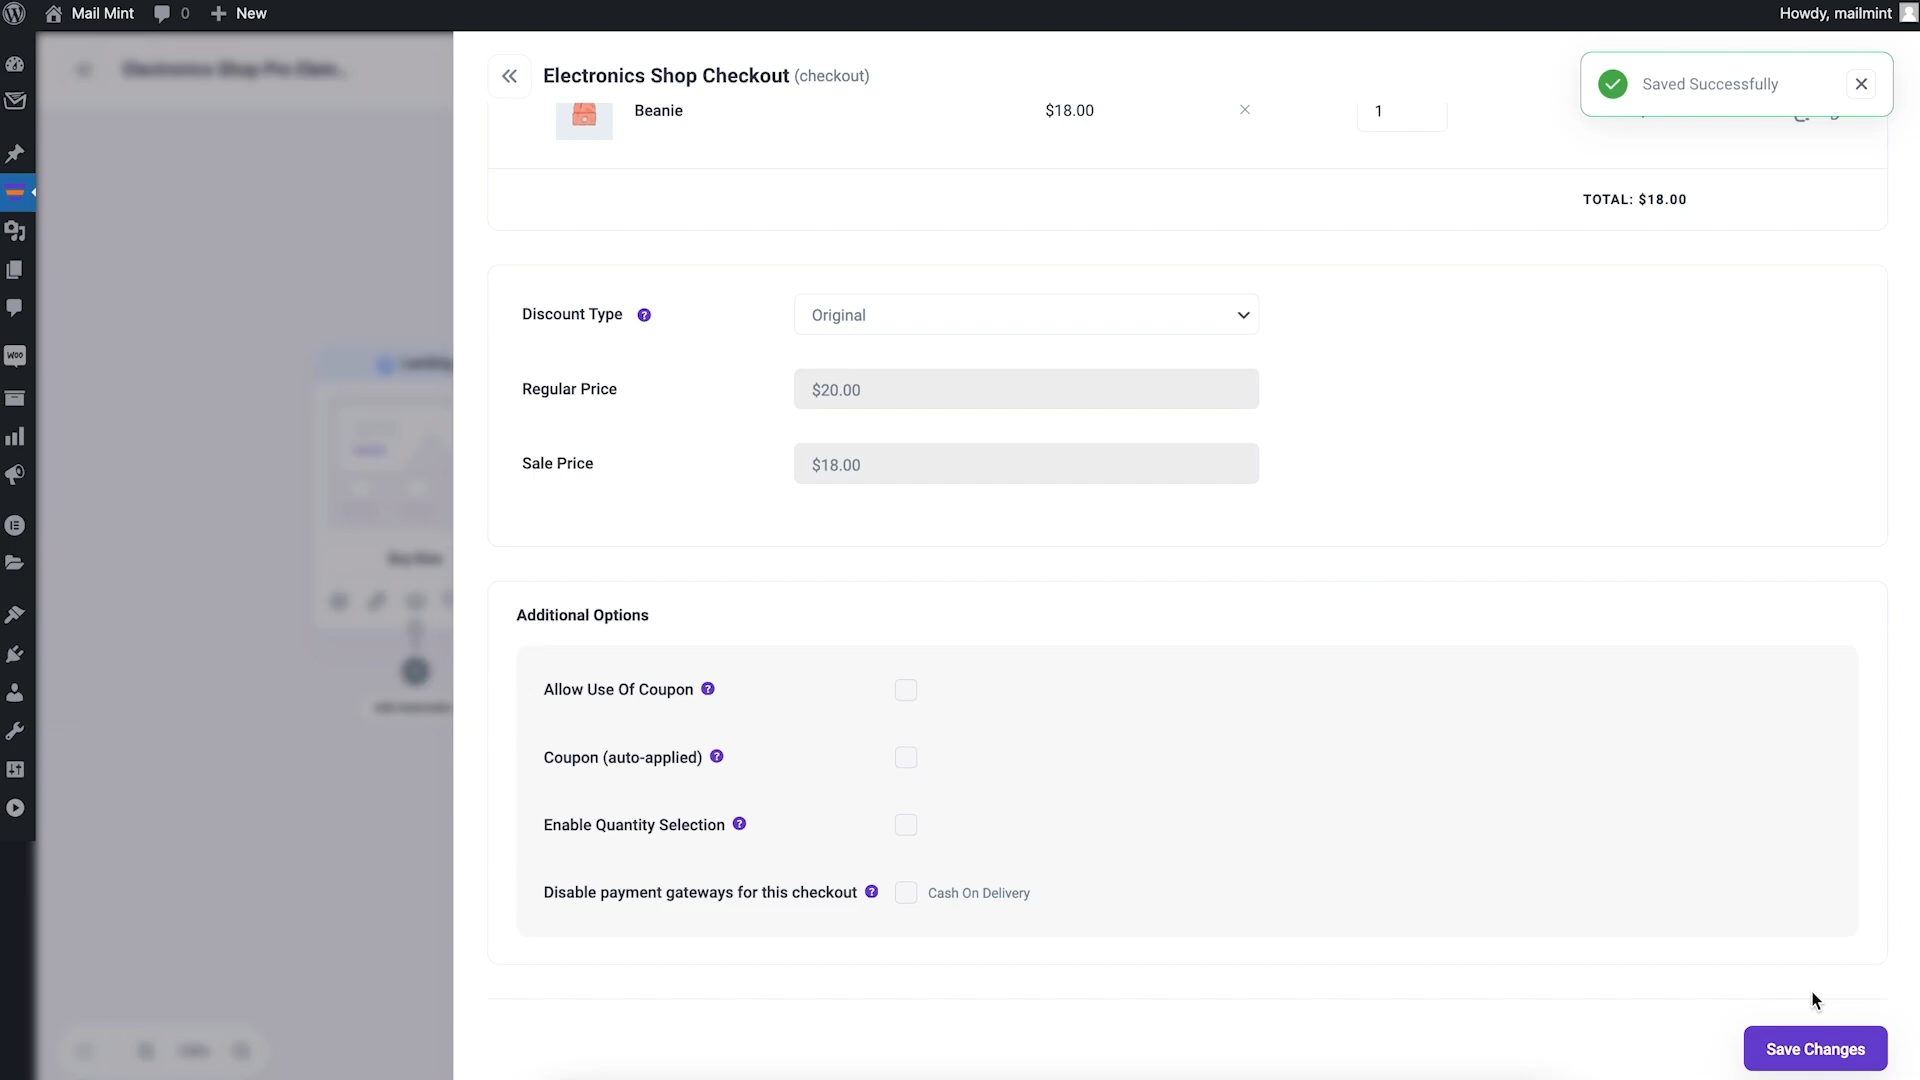 Mail Mint
0
New
Howdy, mailmint
Electronics Shop Checkout (checkout)
Saved Successfully
Beanie
$18.00
1
TOTAL: $18.00
Discount Type
Original
Regular Price
$20.00
Sale Price
$18.00
Additional Options
Allow Use Of Coupon
Coupon (auto-applied)
Enable Quantity Selection
Disable payment gateways for this checkout
Cash On Delivery
Save Changes